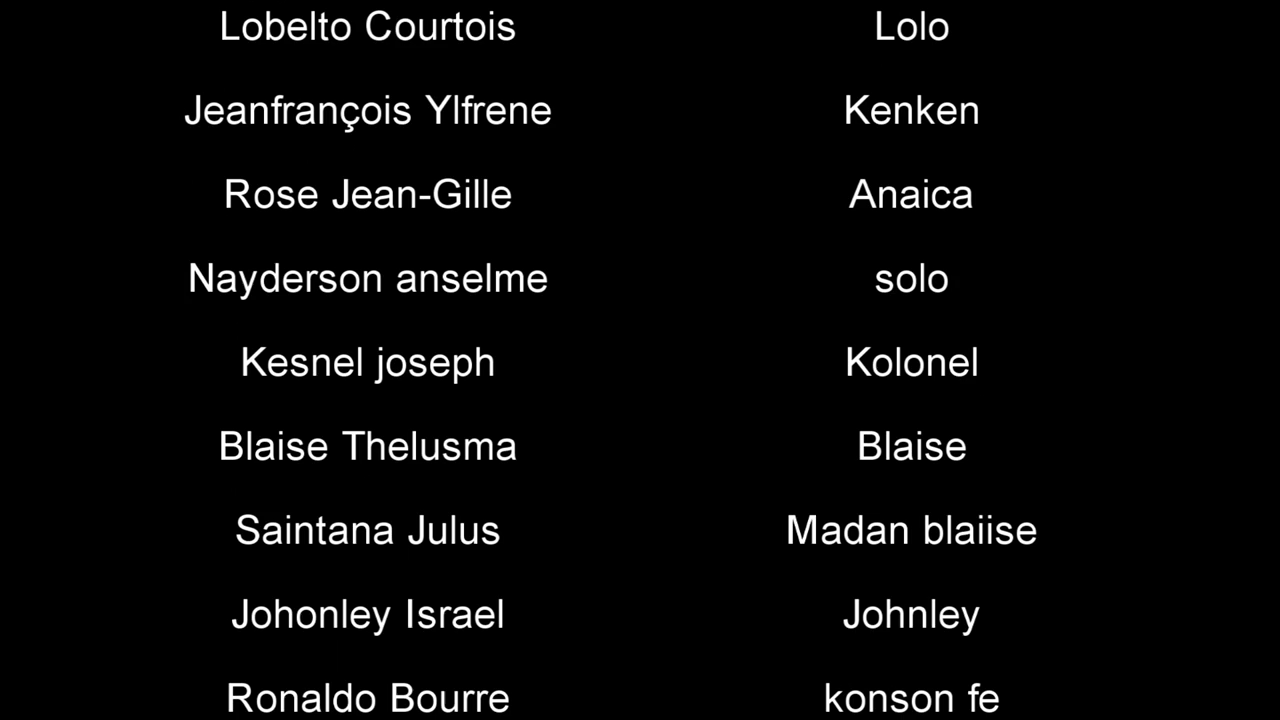 Lobelto Courtois Lolo
Jeanfrançois Ylfrene Kenken
Rose Jean-Gille Anaica
Nayderson anselme solo
Kesnel joseph Kolonel
Blaise Thelusma Blaise
Saintana Julus Madan blaiise
Johonley Israel Johnley
Ronaldo Bourre konson fe